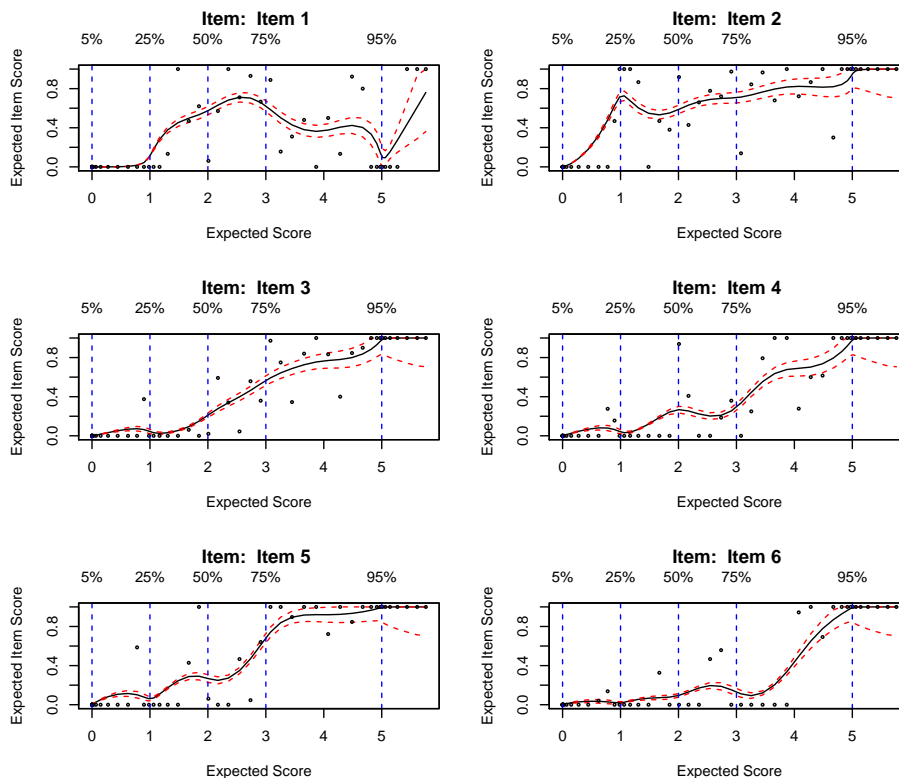 Item: Item 1
5% 25% 50% 75% 95%
Expected Item Score
0.0 0.4 0.8
0 1 2 3 4 5
Expected Score
Item: Item 2
5% 25% 50% 75% 95%
Expected Item Score
0.0 0.4 0.8
0 1 2 3 4 5
Expected Score
Item: Item 3
5% 25% 50% 75% 95%
Expected Item Score
0.0 0.4 0.8
0 1 2 3 4 5
Expected Score
Item: Item 4
5% 25% 50% 75% 95%
Expected Item Score
0.0 0.4 0.8
0 1 2 3 4 5
Expected Score
Item: Item 5
5% 25% 50% 75% 95%
Expected Item Score
0.0 0.4 0.8
0 1 2 3 4 5
Expected Score
Item: Item 6
5% 25% 50% 75% 95%
Expected Item Score
0.0 0.4 0.8
0 1 2 3 4 5
Expected Score